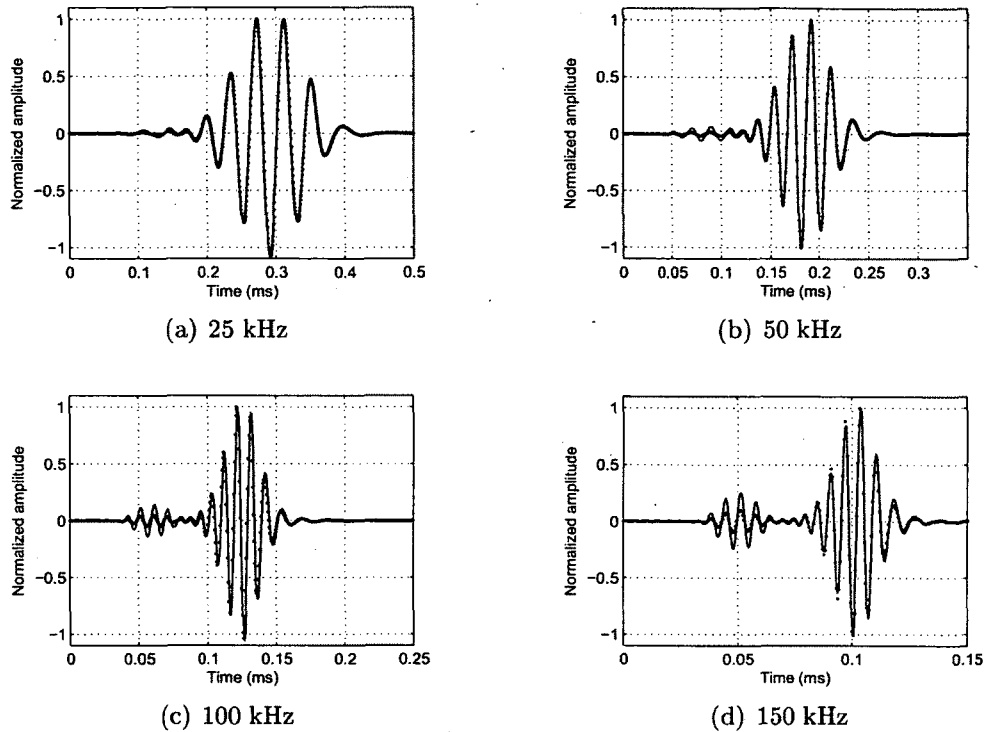 Normalized amplitude
1
0.5
0
−0.5
−1
0 0.1 0.2 0.3 0.4 0.5
Time (ms)
(a) 25 kHz
Normalized amplitude
1
0.5
0
−0.5
−1
0 0.05 0.1 0.15 0.2 0.25 0.3
Time (ms)
(b) 50 kHz
Normalized amplitude
1
0.5
0
−0.5
−1
0 0.05 0.1 0.15 0.2 0.25
Time (ms)
(c) 100 kHz
Normalized amplitude
1
0.5
0
−0.5
−1
0 0.05 0.1 0.15
Time (ms)
(d) 150 kHz